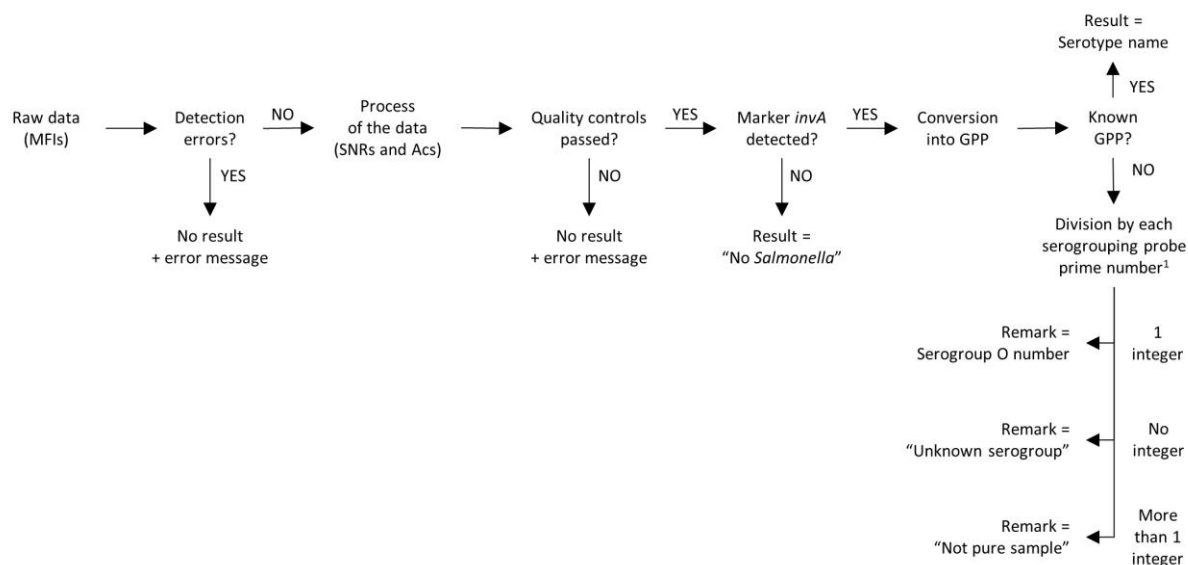 Result =
Serotype name
YES
Raw data
(MFIs)
Detection
errors?
NO
Process
of the data
(SNRs and Acs)
Quality controls
passed?
YES
Marker invA
detected?
YES
Conversion
into GPP
Known
GPP?
YES
NO
NO
NO
No result
+ error message
No result
+ error message
Result =
“No Salmonella”
Division by each
serogrouping probe
prime number1
Remark =
Serogroup O number
1
integer
Remark =
“Unknown serogroup”
No
integer
Remark =
“Not pure sample”
More
than 1
integer